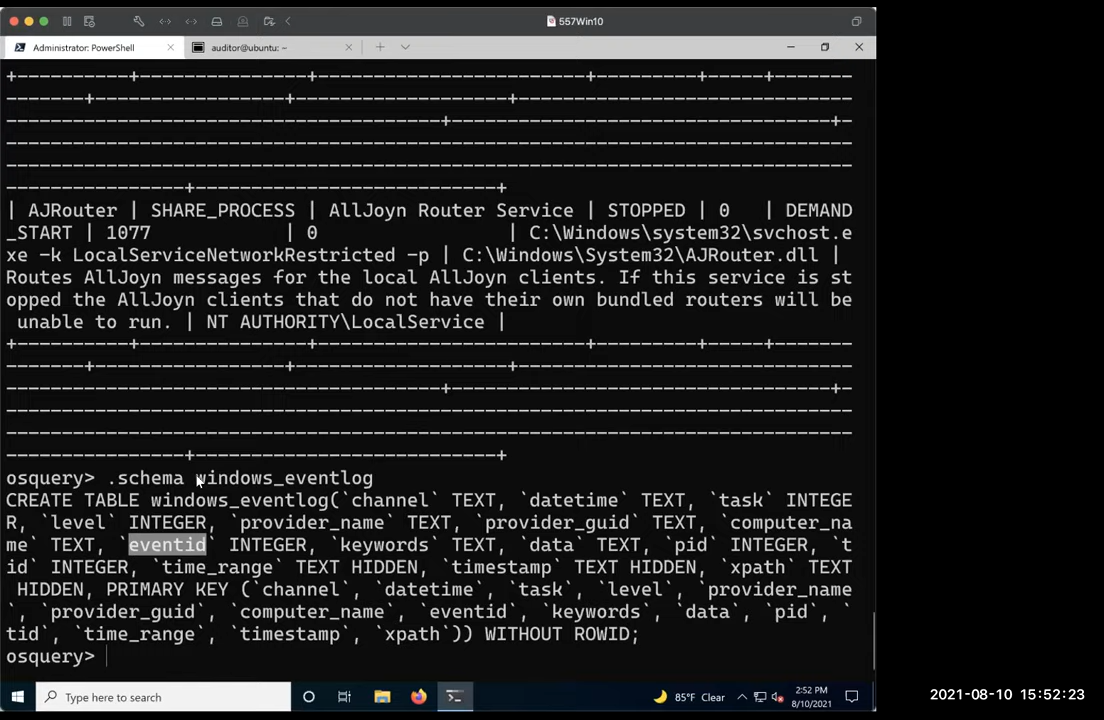 557Win10
Administrator: PowerShell
auditor@ubuntu: ~
+----------+---------------+-------------------------+----------+-----+-------
-------+------------------+--------------------+------------------------------
----------------------------------------+-----------------------------------+-
------------------------------------------------------------------------------
------------------------------------------------------------------------------
-----------------+----------------------------+
| AJRouter | SHARE_PROCESS | AllJoyn Router Service | STOPPED | 0   | DEMAND
_START | 1077             | 0                  | C:\Windows\system32\svchost.e
xe -k LocalServiceNetworkRestricted -p | C:\Windows\System32\AJRouter.dll |
Routes AllJoyn messages for the local AllJoyn clients. If this service is st
opped the AllJoyn clients that do not have their own bundled routers will be
 unable to run. | NT AUTHORITY\LocalService |
+----------+---------------+-------------------------+----------+-----+-------
-------+------------------+--------------------+------------------------------
----------------------------------------+-----------------------------------+-
------------------------------------------------------------------------------
------------------------------------------------------------------------------
-----------------+----------------------------+
osquery> .schema windows_eventlog
CREATE TABLE windows_eventlog(`channel` TEXT, `datetime` TEXT, `task` INTEGE
R, `level` INTEGER, `provider_name` TEXT, `provider_guid` TEXT, `computer_na
me` TEXT, `eventid` INTEGER, `keywords` TEXT, `data` TEXT, `pid` INTEGER, `t
id` INTEGER, `time_range` TEXT HIDDEN, `timestamp` TEXT HIDDEN, `xpath` TEXT
 HIDDEN, PRIMARY KEY (`channel`, `datetime`, `task`, `level`, `provider_name
`, `provider_guid`, `computer_name`, `eventid`, `keywords`, `data`, `pid`, `
tid`, `time_range`, `timestamp`, `xpath`)) WITHOUT ROWID;
osquery>
Type here to search
85°F Clear
2:52 PM
8/10/2021
2021-08-10 15:52:23